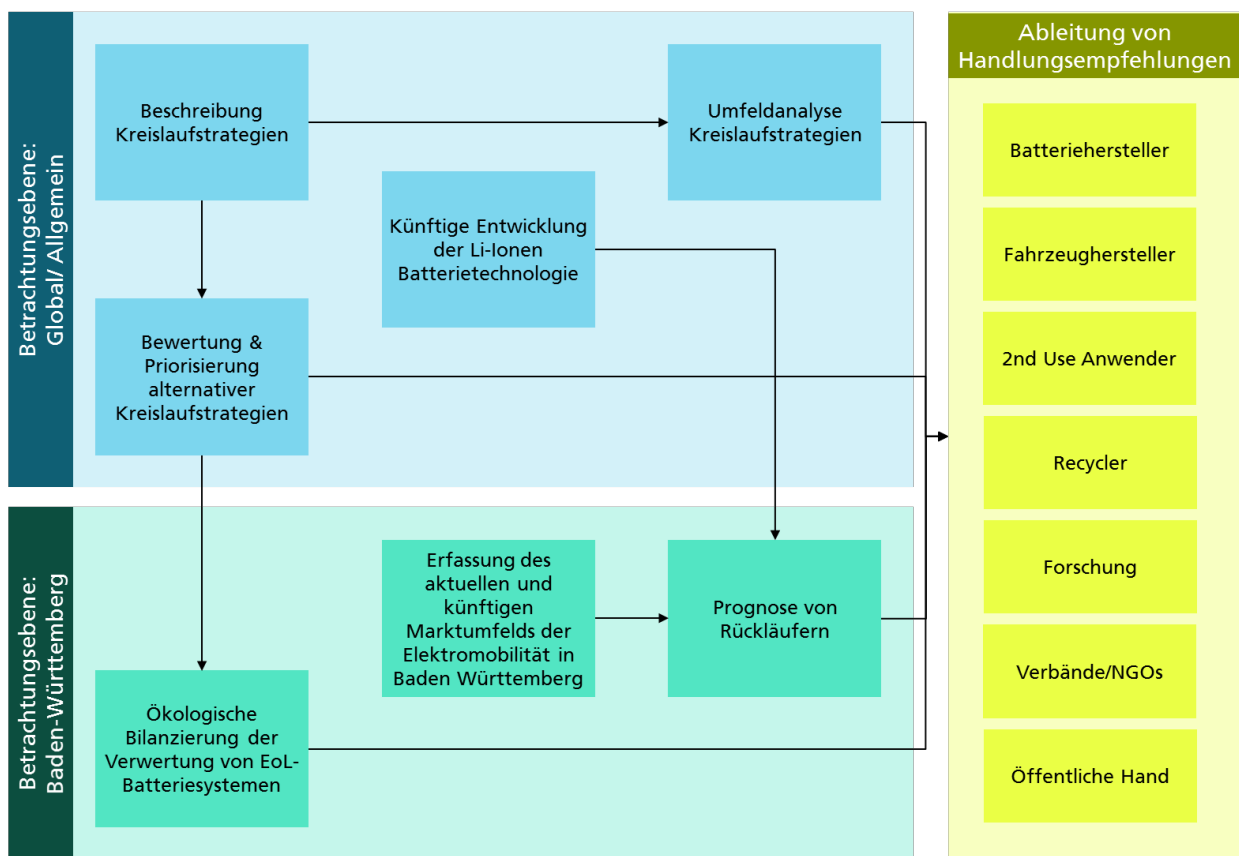 Betrachtungsebene:
Global/ Allgemein
Beschreibung
Kreislaufstrategien
Umfeldanalyse
Kreislaufstrategien
Künftige Entwicklung
der Li-Ionen
Batterietechnologie
Bewertung &
Priorisierung
alternativer
Kreislaufstrategien
Betrachtungsebene:
Baden-Württemberg
Erfassung des
aktuellen und
künftigen
Marktumfelds der
Elektromobilität in
Baden Württemberg
Prognose von
Rückläufern
Ökologische
Bilanzierung der
Verwertung von EoL-
Batteriesystemen
Ableitung von
Handlungsempfehlungen
Batteriehersteller
Fahrzeughersteller
2nd Use Anwender
Recycler
Forschung
Verbände/NGOs
Öffentliche Hand